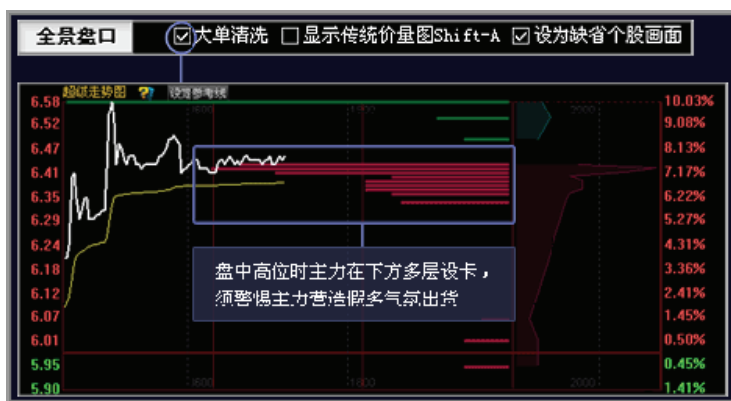 全景盘口 ☑大单清洗 □显示传统价量图Shift-A ☑设为缺省个股画面
超级走势图 设置参考线
6.58 10.03%
6.52 9.08%
6.47 8.13%
6.41 7.17%
6.35 6.22%
6.29 5.27%
6.24 4.31%
6.18 3.36%
6.12 2.41%
6.07 1.45%
6.01 0.50%
5.95 0.45%
5.90 1.41%
盘中高位时主力在下方多层设卡，
须警惕主力营造假多气氛出货
1600 1800 2000